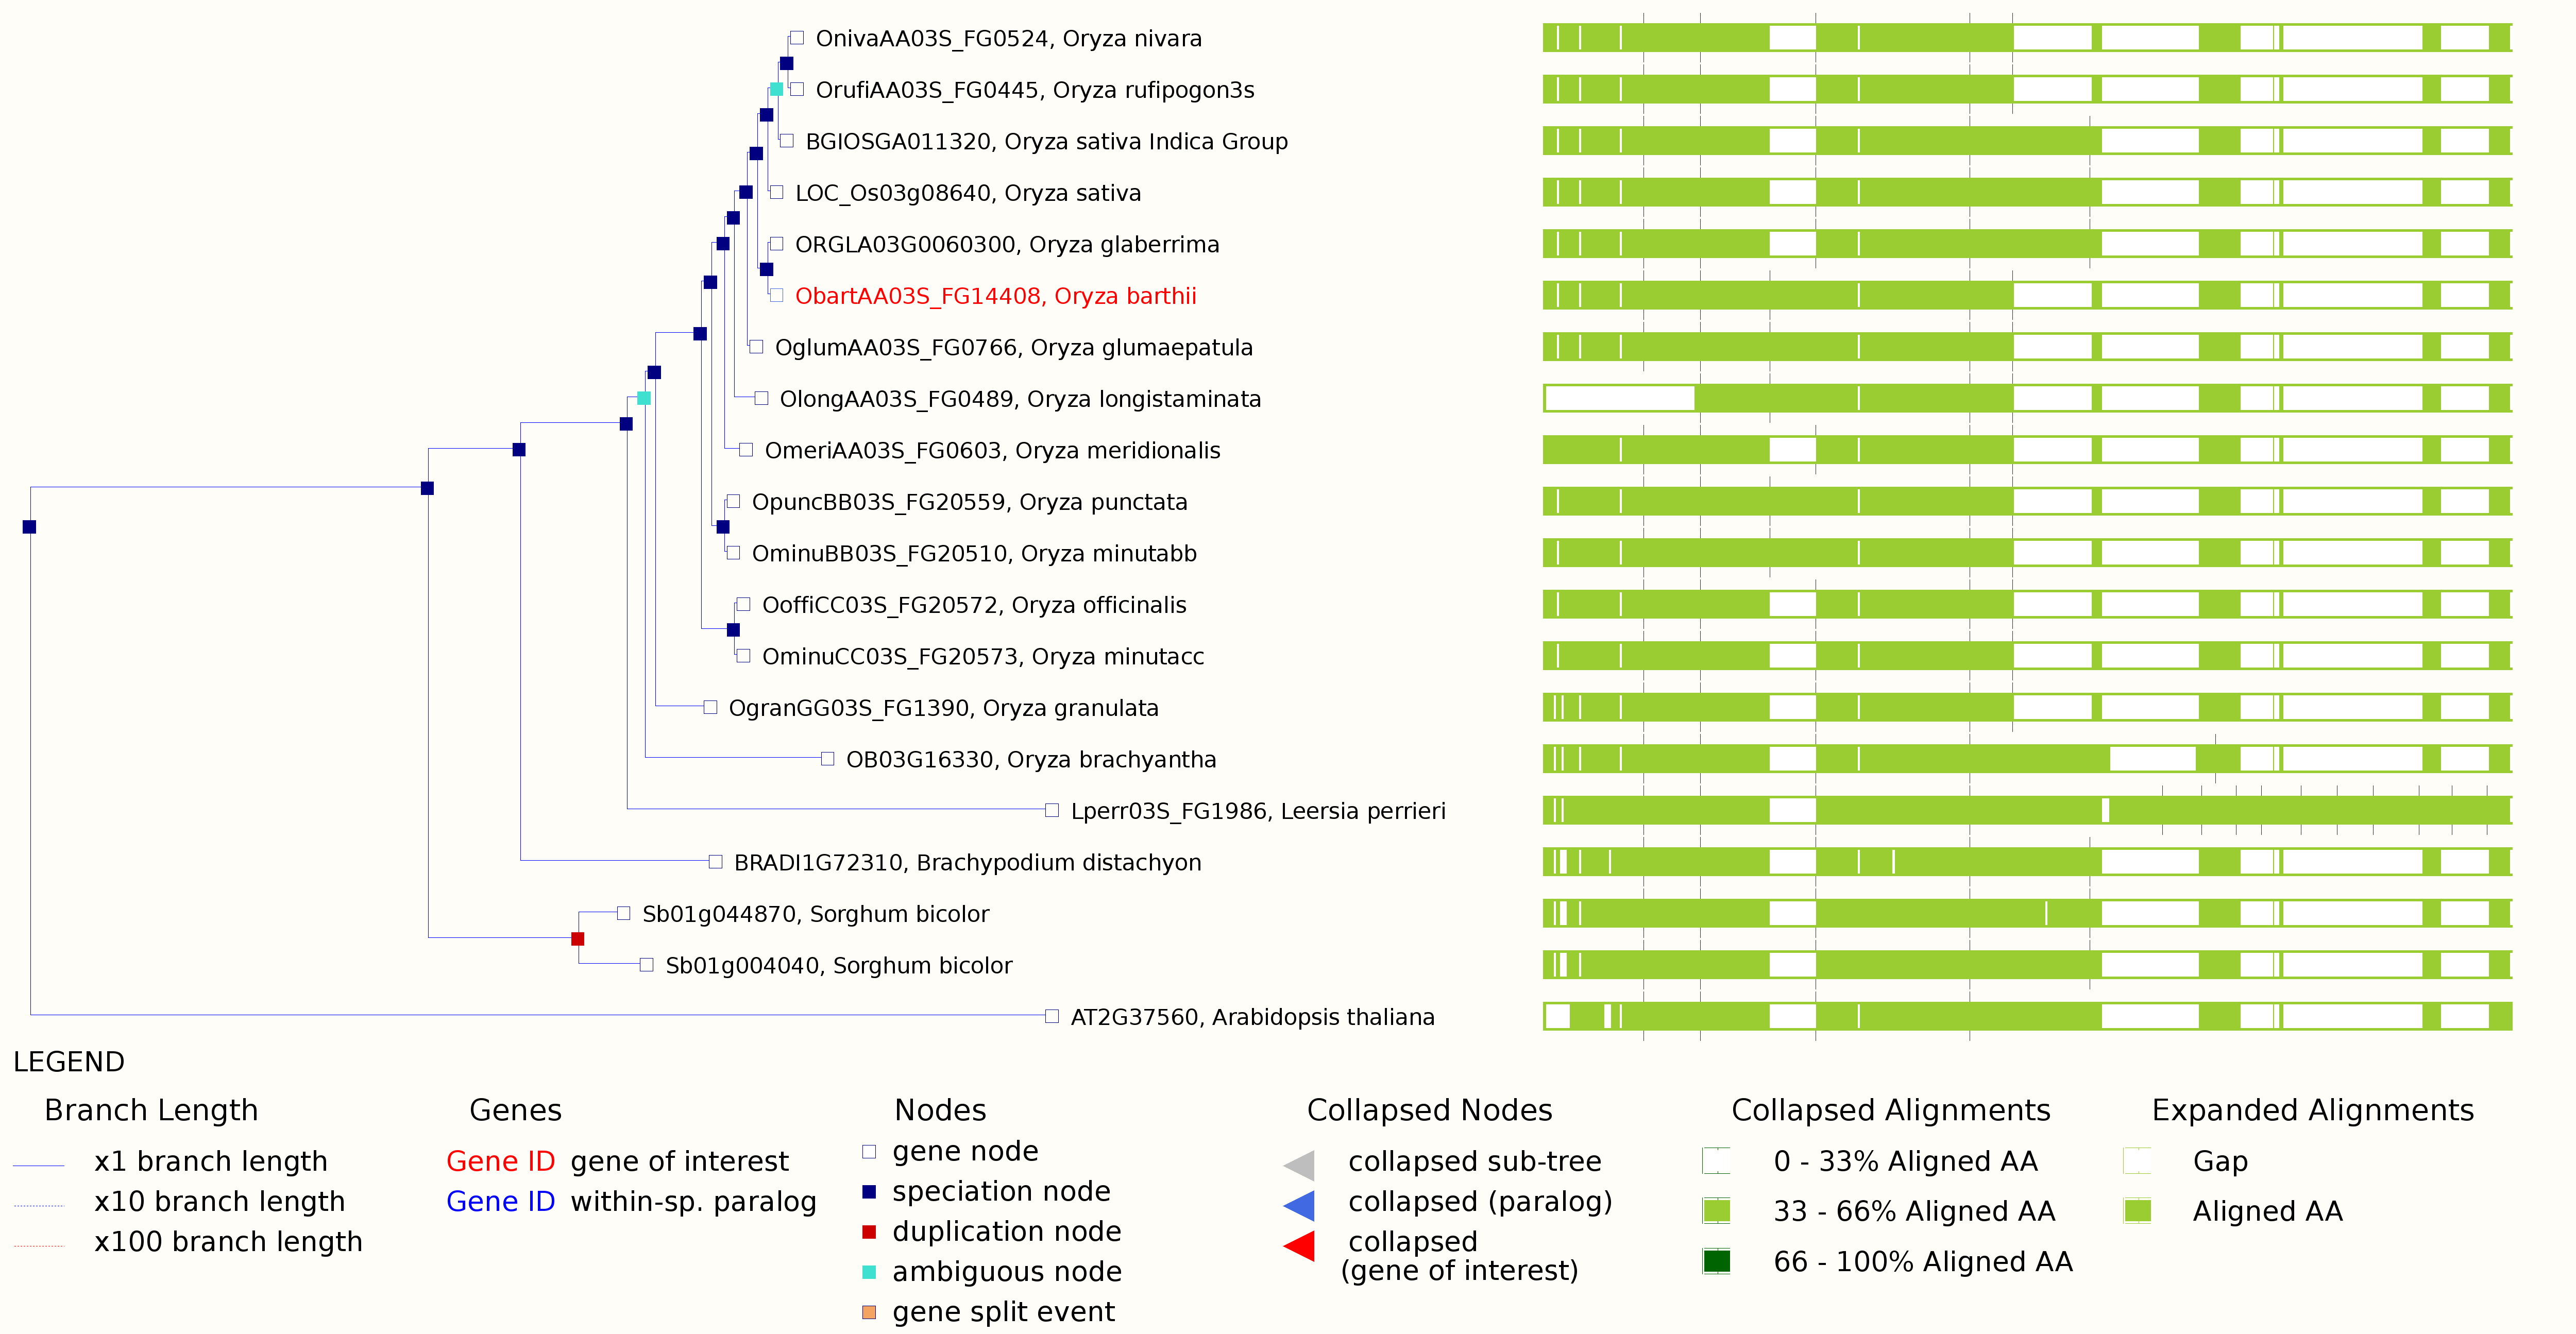 OnivaAA03S_FG0524, Oryza nivara
OrufiAA03S_FG0445, Oryza rufipogon3s
BGIOSGA011320, Oryza sativa Indica Group
LOC_Os03g08640, Oryza sativa
ORGLA03G0060300, Oryza glaberrima
ObartAA03S_FG14408, Oryza barthii
OglumAA03S_FG0766, Oryza glumaepatula
OlongAA03S_FG0489, Oryza longistaminata
OmeriAA03S_FG0603, Oryza meridionalis
OpuncBB03S_FG20559, Oryza punctata
OminuBB03S_FG20510, Oryza minutabb
OoffiCC03S_FG20572, Oryza officinalis
OminuCC03S_FG20573, Oryza minutacc
OgranGG03S_FG1390, Oryza granulata
OB03G16330, Oryza brachyantha
Lperr03S_FG1986, Leersia perrieri
BRADI1G72310, Brachypodium distachyon
Sb01g044870, Sorghum bicolor
Sb01g004040, Sorghum bicolor
AT2G37560, Arabidopsis thaliana
LEGEND
Branch Length
x1 branch length
x10 branch length
x100 branch length
Genes
Gene ID gene of interest
Gene ID within-sp. paralog
Nodes
gene node
speciation node
duplication node
ambiguous node
gene split event
Collapsed Nodes
collapsed sub-tree
collapsed (paralog)
collapsed
(gene of interest)
Collapsed Alignments
0 - 33% Aligned AA
33 - 66% Aligned AA
66 - 100% Aligned AA
Expanded Alignments
Gap
Aligned AA